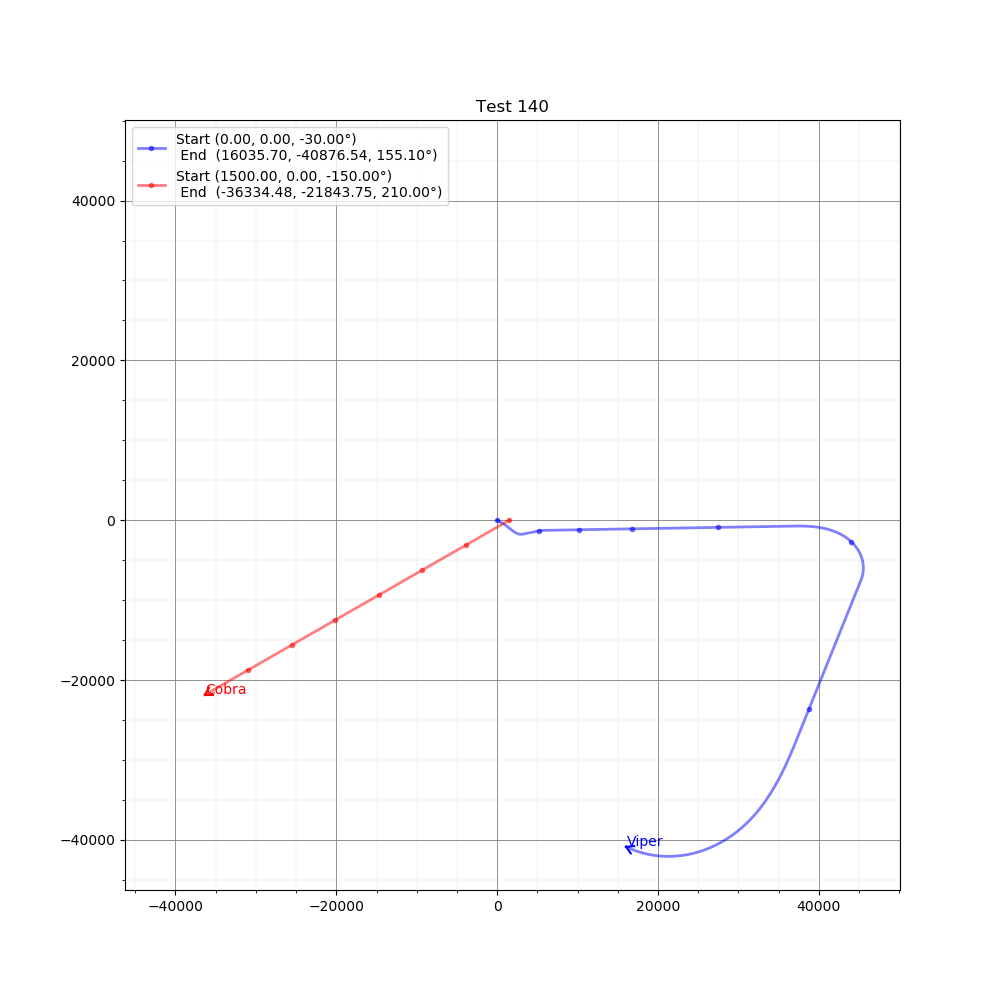 Test 140
Start (0.00, 0.00, -30.00°)
End  (16035.70, -40876.54, 155.10°)
Start (1500.00, 0.00, -150.00°)
End  (-36334.48, -21843.75, 210.00°)
40000
20000
0
−20000
−40000
Cobra
Viper
−40000
−20000
0
20000
40000